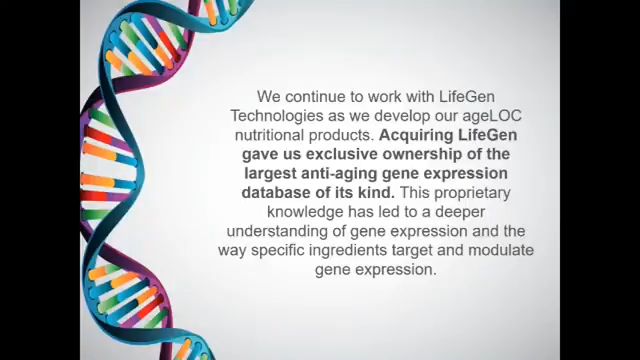 We continue to work with LifeGen
Technologies as we develop our ageLOC
nutritional products. Acquiring LifeGen
gave us exclusive ownership of the
largest anti-aging gene expression
database of its kind. This proprietary
knowledge has led to a deeper
understanding of gene expression and the
way specific ingredients target and modulate
gene expression.